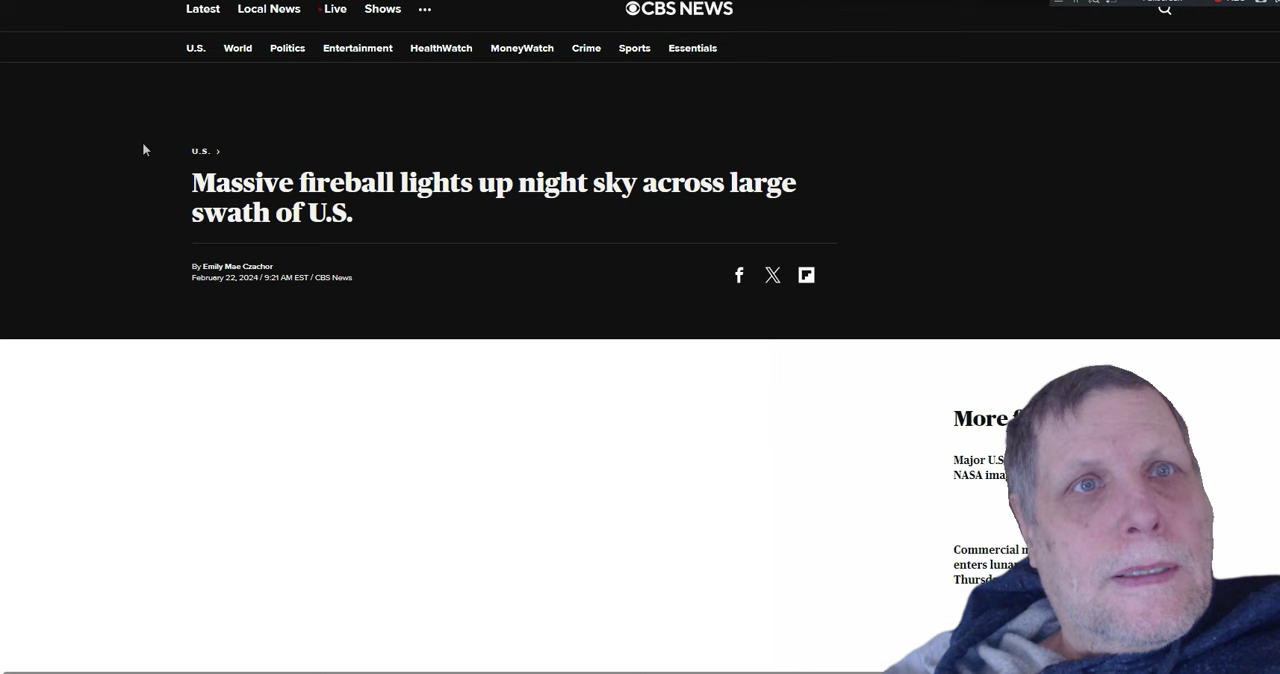 Latest Local News Live Shows
CBS NEWS
U.S. World Politics Entertainment HealthWatch MoneyWatch Crime Sports Essentials
U.S.
Massive fireball lights up night sky across large
swath of U.S.
By Emily Mae Czachor
February 22, 2024 / 9:21 AM EST / CBS News
More
Major U.S
NASA
Commercial
enters